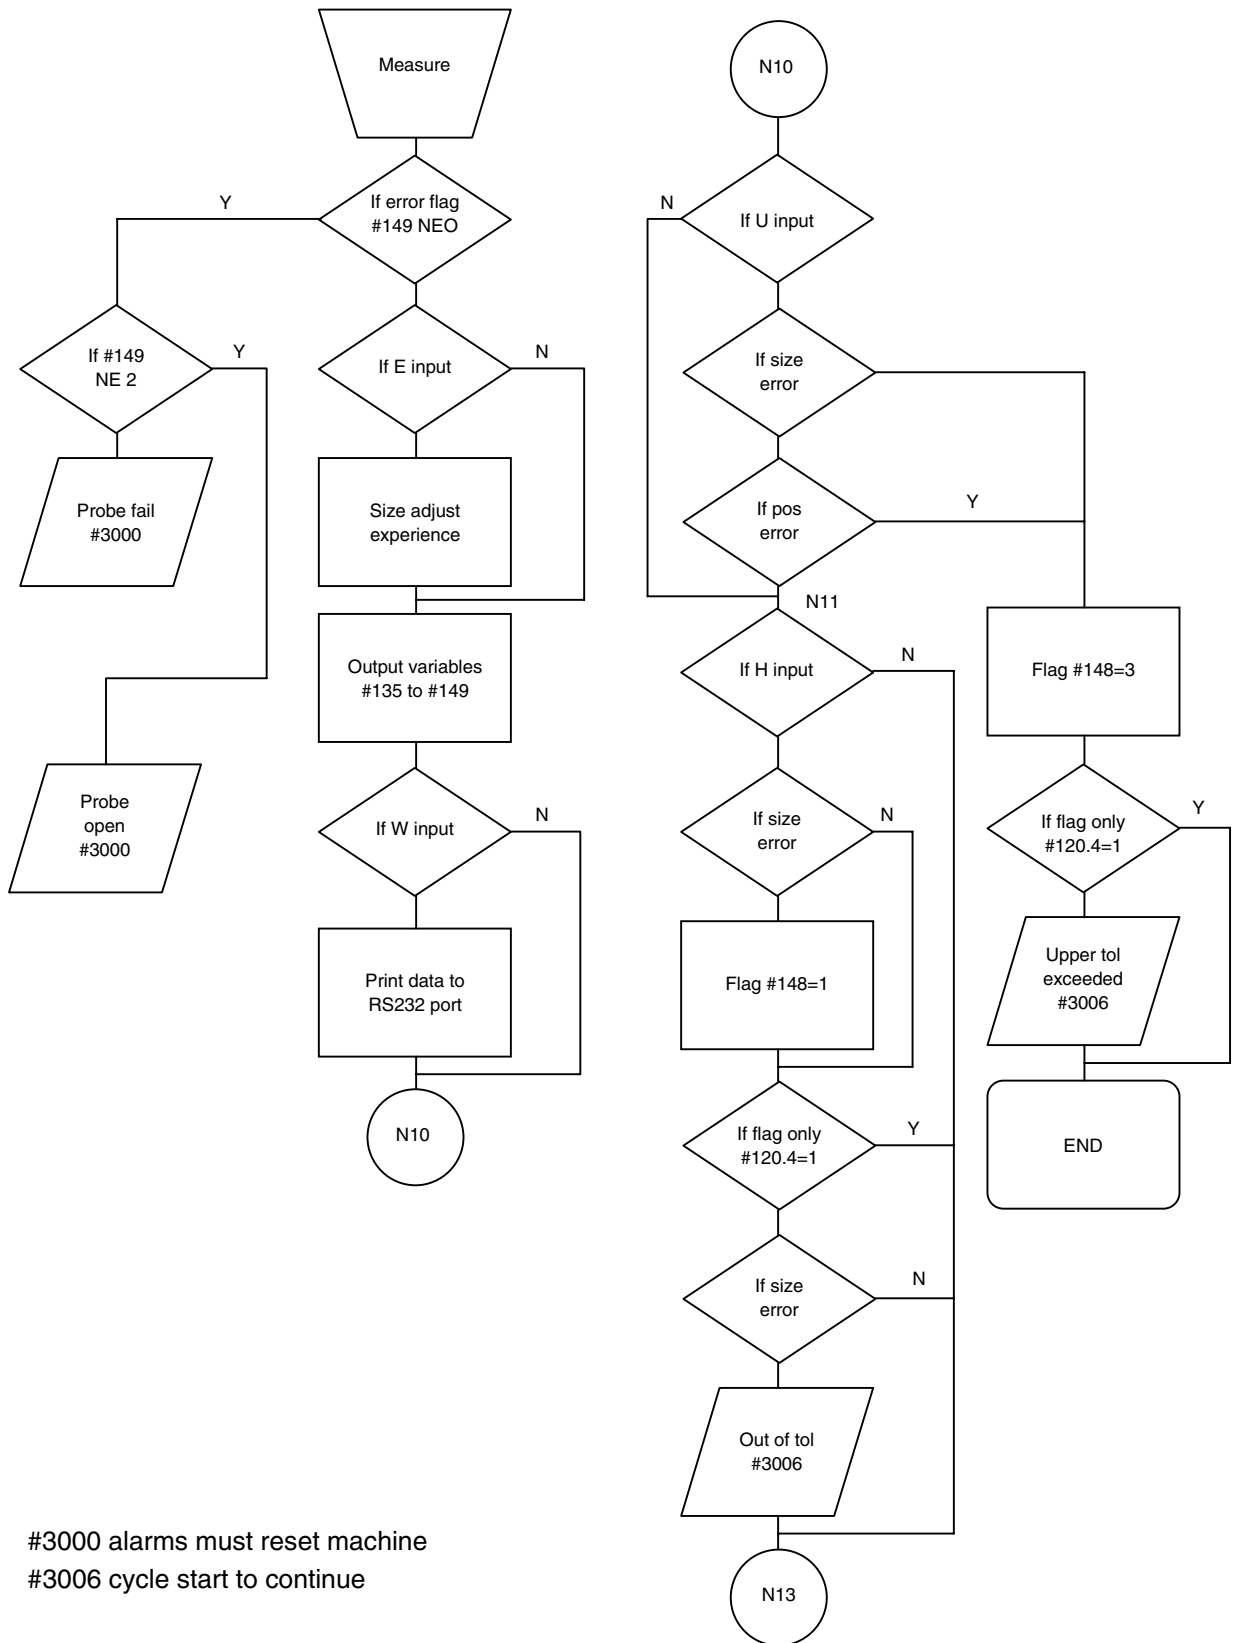 Measure
If error flag
#149 NEO
Y
If #149
NE 2
Y
Probe fail
#3000
Probe
open
#3000
If E input
N
Size adjust
experience
Output variables
#135 to #149
If W input
N
Print data to
RS232 port
N10
N10
If U input
N
If size
error
If pos
error
Y
N11
If H input
N
If size
error
N
Flag #148=1
If flag only
#120.4=1
Y
If size
error
N
Out of tol
#3006
N13
Flag #148=3
If flag only
#120.4=1
Y
Upper tol
exceeded
#3006
END
#3000 alarms must reset machine
#3006 cycle start to continue